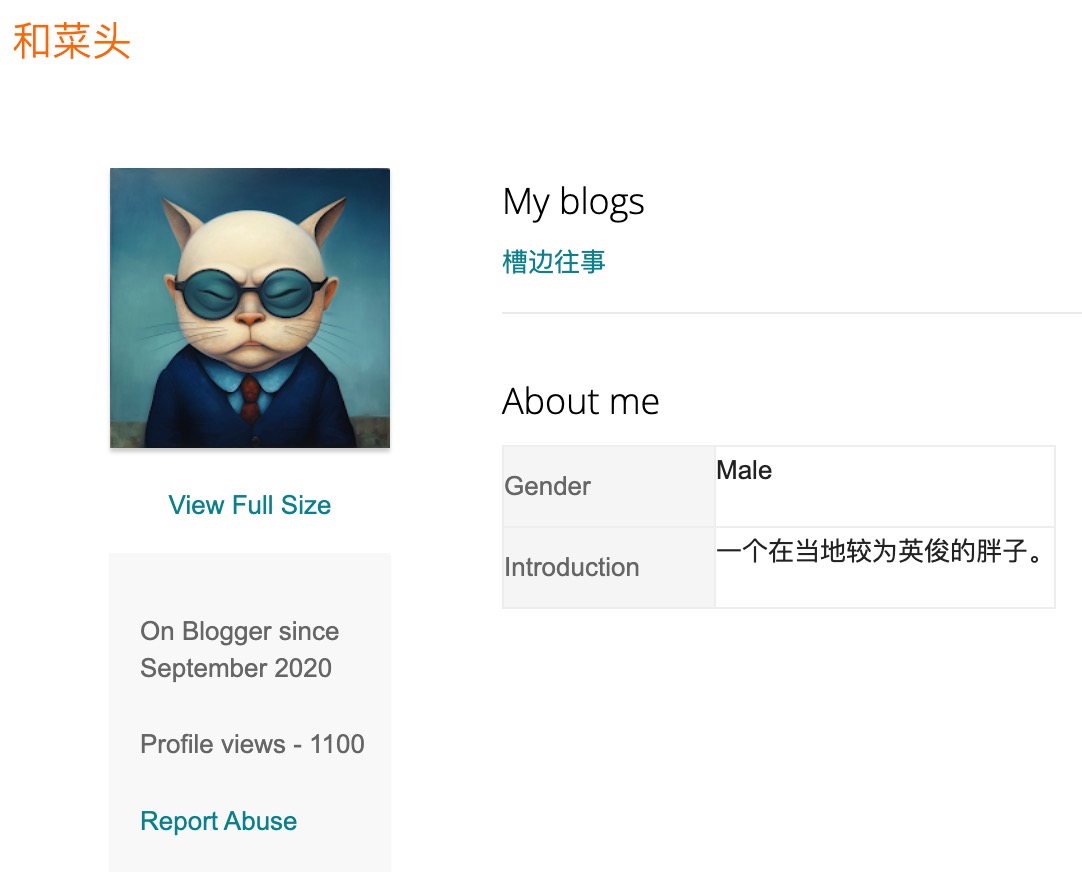 和菜头
View Full Size
On Blogger since
September 2020
Profile views - 1100
Report Abuse
My blogs
槽边往事
About me
Gender
Male
Introduction
一个在当地较为英俊的胖子。